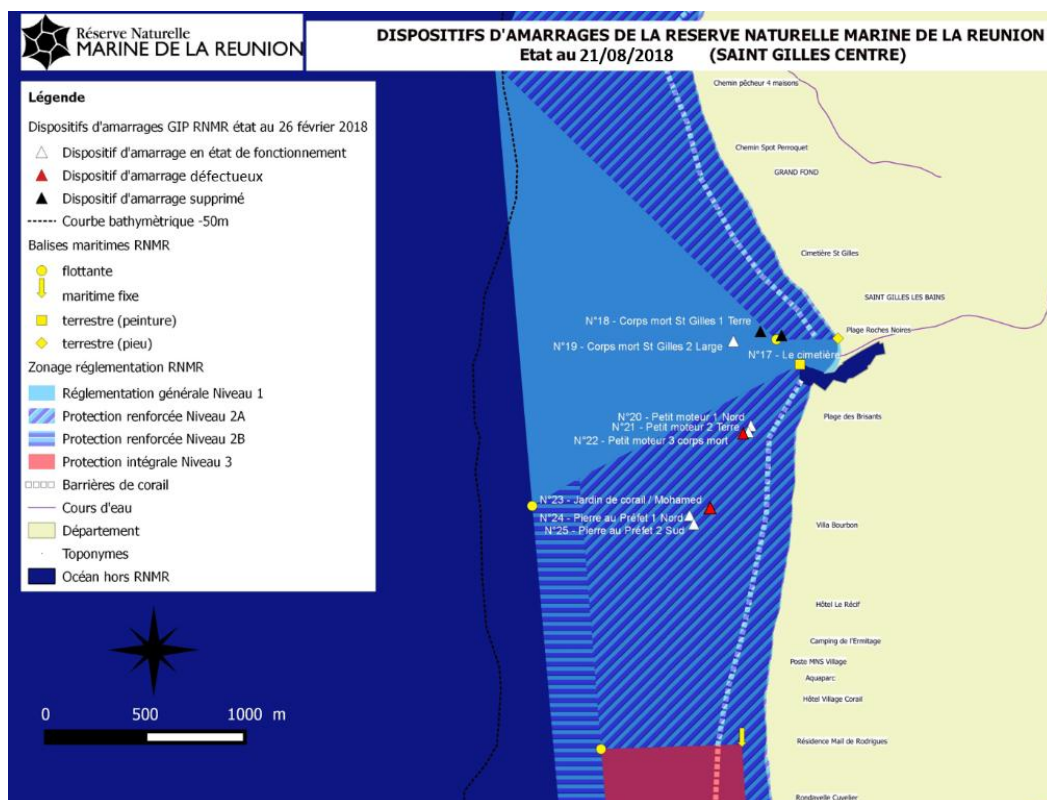 Réserve Naturelle
MARINE DE LA REUNION
DISPOSITIFS D'AMARRAGES DE LA RESERVE NATURELLE MARINE DE LA REUNION
Etat au 21/08/2018 (SAINT GILLES CENTRE)
Légende
Dispositifs d'amarrages GIP RNMR état au 26 février 2018
Dispositif d'amarrage en état de fonctionnement
Dispositif d'amarrage défectueux
Dispositif d'amarrage supprimé
Courbe bathymètrique -50m
Balises maritimes RNMR
flottante
maritime fixe
terrestre (peinture)
terrestre (pieu)
Zonage réglementation RNMR
Réglementation générale Niveau 1
Protection renforcée Niveau 2A
Protection renforcée Niveau 2B
Protection intégrale Niveau 3
Barrières de corail
Cours d'eau
Département
Toponymes
Océan hors RNMR
0 500 1000 m
Chemin pêcheur 4 maisons
Chemin Spot Perroquet
GRAND FOND
Cimetière St Gilles
SAINT GILLES LES BAINS
N°18 - Corps mort St Gilles 1 Terre
Plage Roches Noires
N°19 - Corps mort St Gilles 2 Large
N°17 - Le cimetière
N°20 - Petit moteur 1 Nord
Plage des Brisants
N°21 - Petit moteur 2 Terre
N°22 - Petit moteur 3 corps mort
N°23 - Jardin de corail / Mohamed
N°24 - Pierre au Préfet 1 Nord
Villa Bourbon
N°25 - Pierre au Préfet 2 Sud
Hôtel Le Récif
Camping de l'Ermitage
Poste MNS Village
Aquaparc
Hôtel Village Corail
Résidence Mail de Rodrigues
Rondavelle Cuvelier